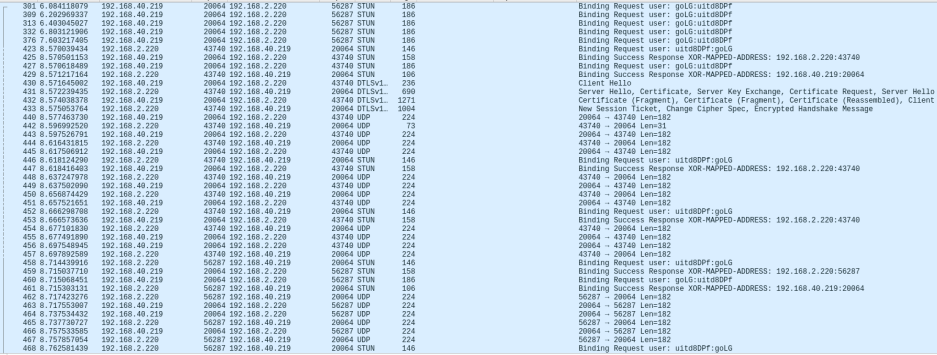 301 6.084118079 192.168.40.219 20064 192.168.2.220 56287 STUN 186 Binding Request user: goLG:uitd8DPf
309 6.202969337 192.168.40.219 20064 192.168.2.220 56287 STUN 186 Binding Request user: goLG:uitd8DPf
313 6.403045027 192.168.40.219 20064 192.168.2.220 56287 STUN 186 Binding Request user: goLG:uitd8DPf
332 6.803121906 192.168.40.219 20064 192.168.2.220 56287 STUN 186 Binding Request user: goLG:uitd8DPf
376 7.603217405 192.168.40.219 20064 192.168.2.220 56287 STUN 186 Binding Request user: goLG:uitd8DPf
423 8.570039434 192.168.2.220 43740 192.168.40.219 20064 STUN 146 Binding Request user: uitd8DPf:goLG
425 8.570501153 192.168.40.219 20064 192.168.2.220 43740 STUN 158 Binding Success Response XOR-MAPPED-ADDRESS: 192.168.2.220:43740
427 8.570618489 192.168.40.219 20064 192.168.2.220 43740 STUN 186 Binding Request user: goLG:uitd8DPf
429 8.571217164 192.168.2.220 43740 192.168.40.219 20064 STUN 106 Binding Success Response XOR-MAPPED-ADDRESS: 192.168.40.219:20064
430 8.571645002 192.168.2.220 43740 192.168.40.219 20064 DTLSv1… 236 Client Hello
431 8.572239435 192.168.40.219 20064 192.168.2.220 43740 DTLSv1… 690 Server Hello, Certificate, Server Key Exchange, Certificate Request, Server Hello
432 8.574038378 192.168.2.220 43740 192.168.40.219 20064 DTLSv1… 1271 Certificate (Fragment), Certificate (Fragment), Certificate (Reassembled), Client
433 8.575053764 192.168.40.219 20064 192.168.2.220 43740 DTLSv1… 1004 New Session Ticket, Change Cipher Spec, Encrypted Handshake Message
440 8.577463730 192.168.40.219 20064 192.168.2.220 43740 UDP 224 20064 → 43740 Len=182
442 8.596992520 192.168.2.220 43740 192.168.40.219 20064 UDP 73 43740 → 20064 Len=31
443 8.597526791 192.168.40.219 20064 192.168.2.220 43740 UDP 224 20064 → 43740 Len=182
444 8.616431815 192.168.2.220 43740 192.168.40.219 20064 UDP 224 43740 → 20064 Len=182
445 8.617506912 192.168.40.219 20064 192.168.2.220 43740 UDP 224 20064 → 43740 Len=182
446 8.618124290 192.168.2.220 43740 192.168.40.219 20064 STUN 146 Binding Request user: uitd8DPf:goLG
447 8.618416403 192.168.40.219 20064 192.168.2.220 43740 STUN 158 Binding Success Response XOR-MAPPED-ADDRESS: 192.168.2.220:43740
448 8.637247978 192.168.2.220 43740 192.168.40.219 20064 UDP 224 43740 → 20064 Len=182
449 8.637502090 192.168.40.219 20064 192.168.2.220 43740 UDP 224 20064 → 43740 Len=182
450 8.656874429 192.168.2.220 43740 192.168.40.219 20064 UDP 224 43740 → 20064 Len=182
451 8.657521651 192.168.40.219 20064 192.168.2.220 43740 UDP 224 20064 → 43740 Len=182
452 8.666298708 192.168.2.220 43740 192.168.40.219 20064 STUN 146 Binding Request user: uitd8DPf:goLG
453 8.666573636 192.168.40.219 20064 192.168.2.220 43740 STUN 158 Binding Success Response XOR-MAPPED-ADDRESS: 192.168.2.220:43740
454 8.677101830 192.168.2.220 43740 192.168.40.219 20064 UDP 224 43740 → 20064 Len=182
455 8.677491890 192.168.40.219 20064 192.168.2.220 43740 UDP 224 20064 → 43740 Len=182
456 8.697548945 192.168.40.219 20064 192.168.2.220 43740 UDP 224 20064 → 43740 Len=182
457 8.697892589 192.168.2.220 43740 192.168.40.219 20064 UDP 224 43740 → 20064 Len=182
458 8.714439916 192.168.2.220 56287 192.168.40.219 20064 STUN 146 Binding Request user: uitd8DPf:goLG
459 8.715037710 192.168.40.219 20064 192.168.2.220 56287 STUN 158 Binding Success Response XOR-MAPPED-ADDRESS: 192.168.2.220:56287
460 8.715068451 192.168.40.219 20064 192.168.2.220 56287 STUN 186 Binding Request user: goLG:uitd8DPf
461 8.715303131 192.168.2.220 56287 192.168.40.219 20064 STUN 106 Binding Success Response XOR-MAPPED-ADDRESS: 192.168.40.219:20064
462 8.717423276 192.168.2.220 56287 192.168.40.219 20064 UDP 224 56287 → 20064 Len=182
463 8.717553007 192.168.40.219 20064 192.168.2.220 56287 UDP 224 20064 → 56287 Len=182
464 8.737534432 192.168.40.219 20064 192.168.2.220 56287 UDP 224 20064 → 56287 Len=182
465 8.737730727 192.168.2.220 56287 192.168.40.219 20064 UDP 224 56287 → 20064 Len=182
466 8.757533585 192.168.40.219 20064 192.168.2.220 56287 UDP 224 20064 → 56287 Len=182
467 8.757857054 192.168.2.220 56287 192.168.40.219 20064 UDP 224 56287 → 20064 Len=182
468 8.762581439 192.168.2.220 56287 192.168.40.219 20064 STUN 146 Binding Request user: uitd8DPf:goLG